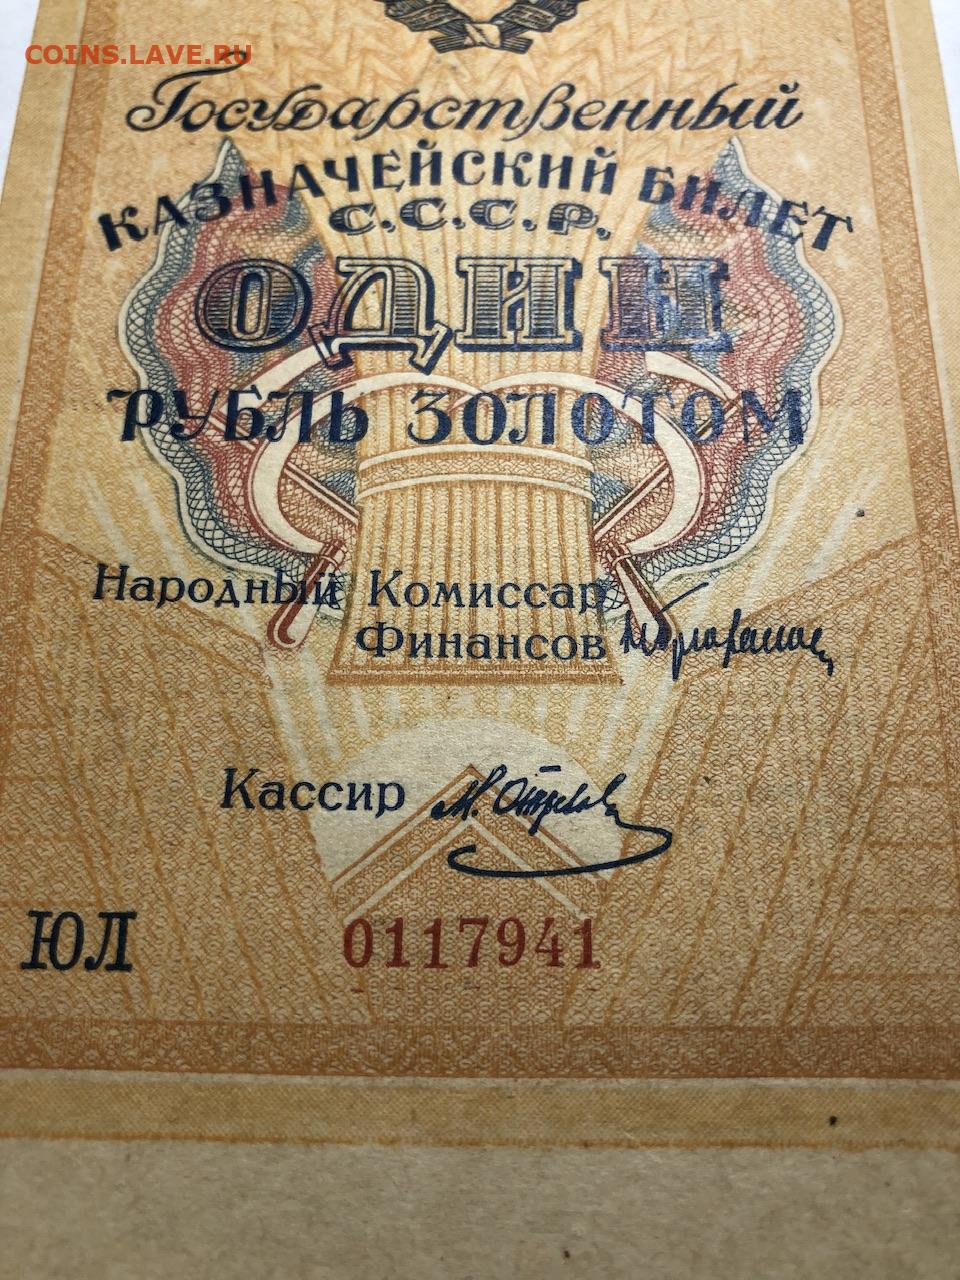 COINS.LAVE.RU
Государственный
КАЗНАЧЕЙСКИЙ БИЛЕТ
С.С.С.Р.
ОДИН
РУБЛЬ ЗОЛОТОМ
Народный Комиссар
Финансов
Кассир
ЮЛ 0117941